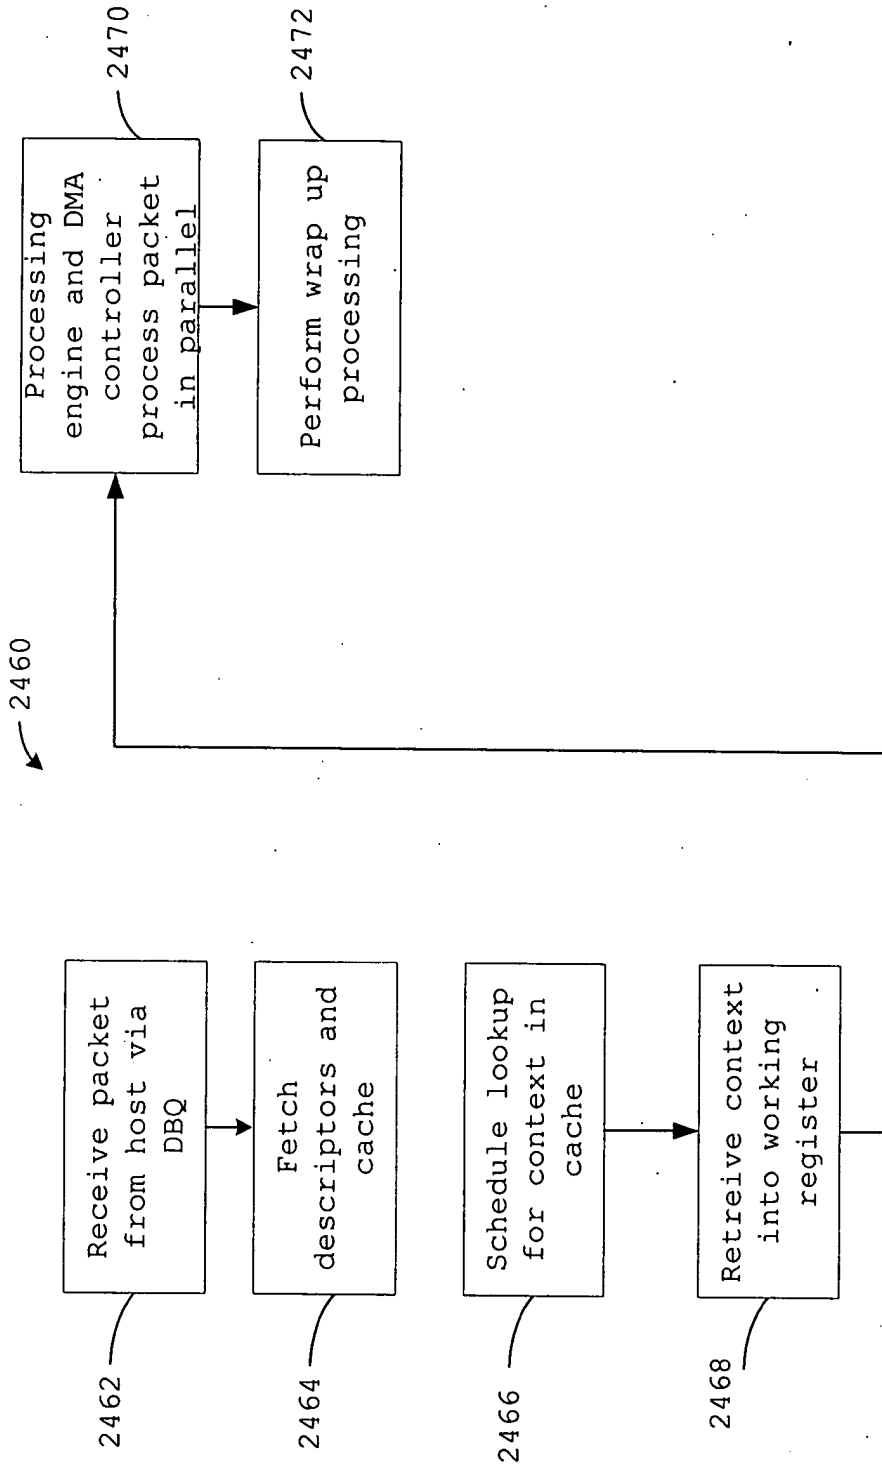 2460
2462
Receive packet
from host via
DBQ
2464
Fetch
descriptors and
cache
2466
Schedule lookup
for context in
cache
2468
Retreive context
into working
register
2470
Processing
engine and DMA
controller
process packet
in parallel
2472
Perform wrap up
processing